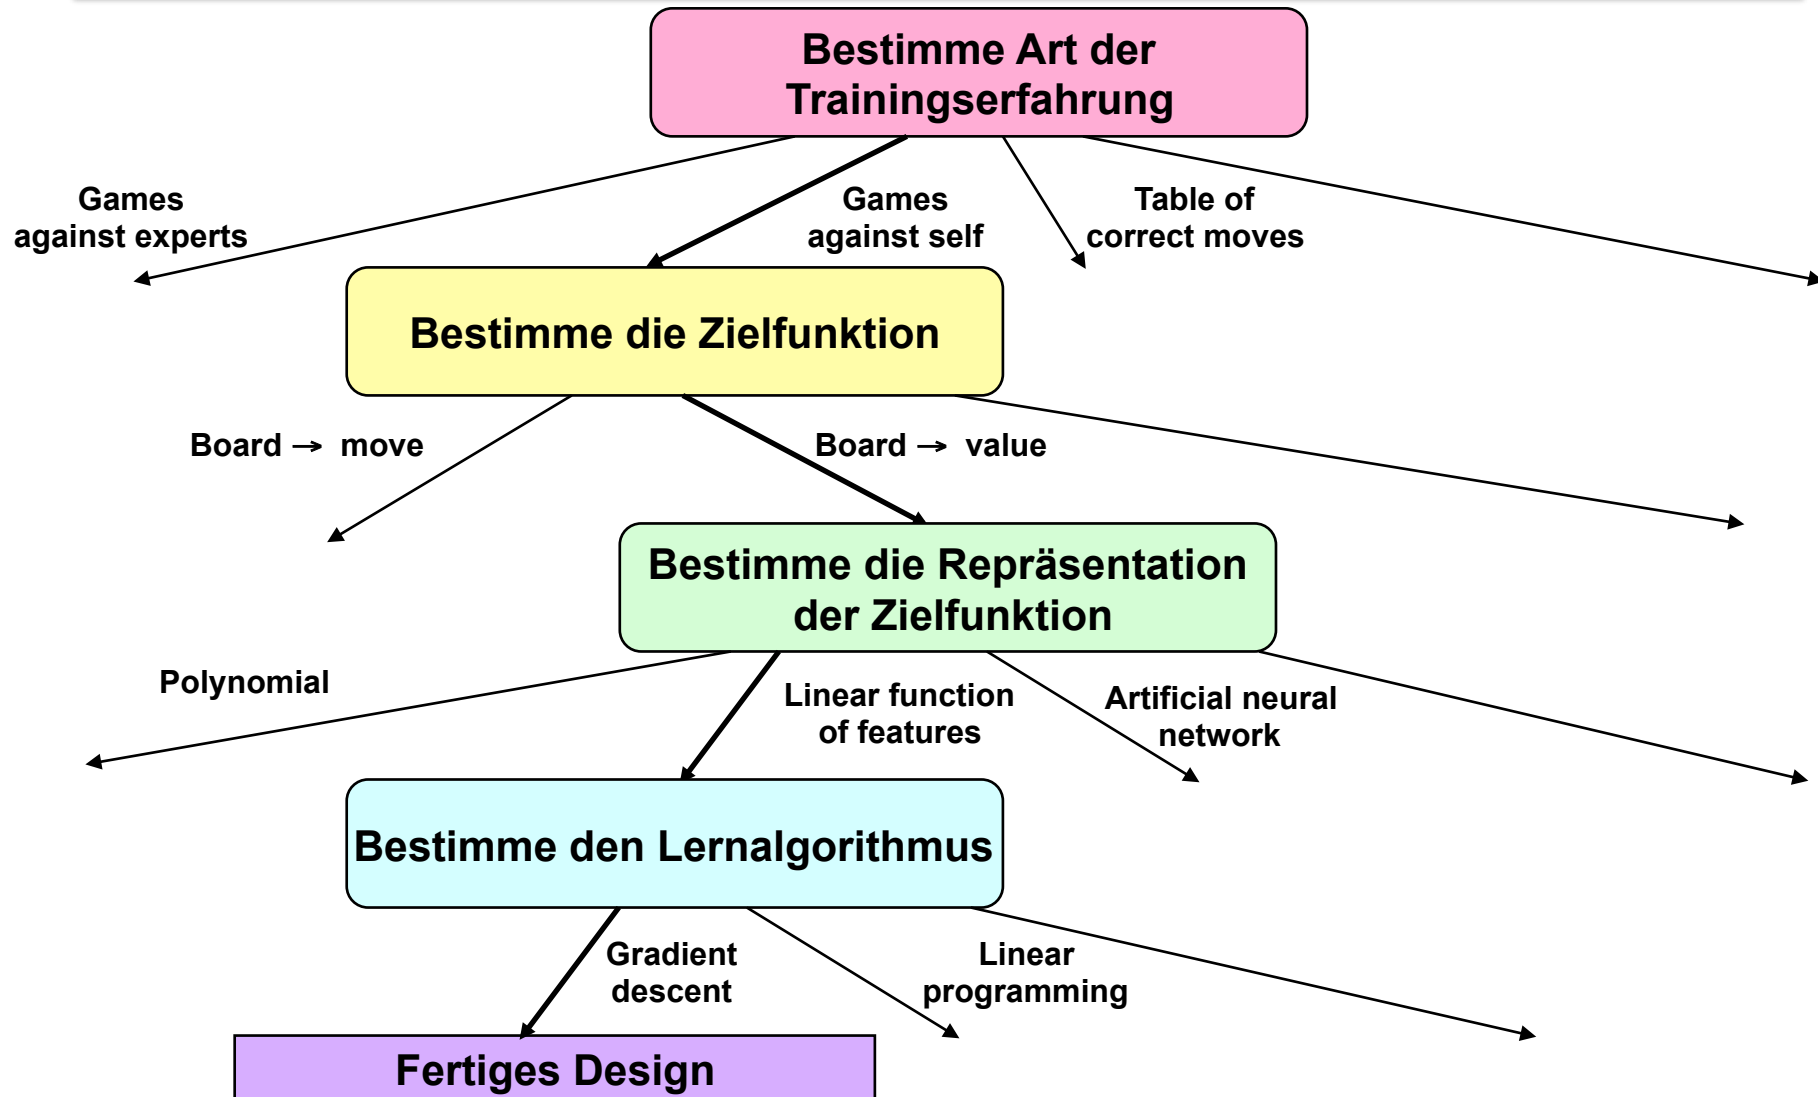 Bestimme Art der
Trainingserfahrung
Games
against experts
Games
against self
Table of
correct moves
Bestimme die Zielfunktion
Board → move
Board → value
Bestimme die Repräsentation
der Zielfunktion
Polynomial
Linear function
of features
Artificial neural
network
Bestimme den Lernalgorithmus
Gradient
descent
Linear
programming
Fertiges Design